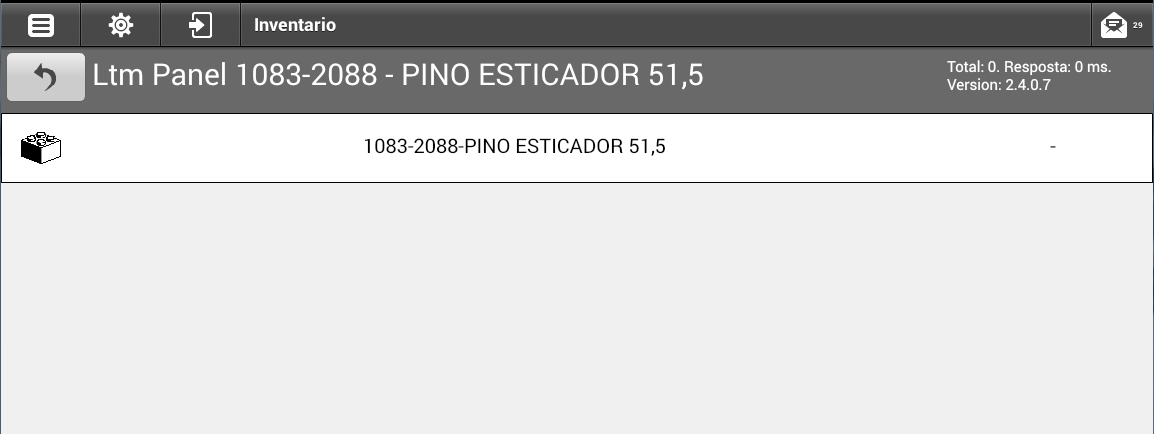 Inventario
29
Ltm Panel 1083-2088 - PINO ESTICADOR 51,5
Total: 0. Resposta: 0 ms.
Version: 2.4.0.7
1083-2088-PINO ESTICADOR 51,5
-